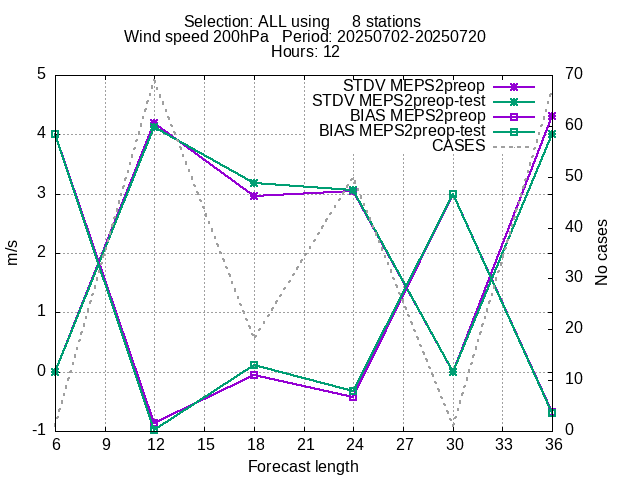 Selection: ALL using     8 stations
Wind speed 200hPa   Period: 20250702-20250720
Hours: 12
STDV MEPS2preop
STDV MEPS2preop-test
BIAS MEPS2preop
BIAS MEPS2preop-test
CASES
5
4
3
2
1
0
-1
m/s
70
60
50
40
30
20
10
0
No cases
6 9 12 15 18 21 24 27 30 33 36
Forecast length